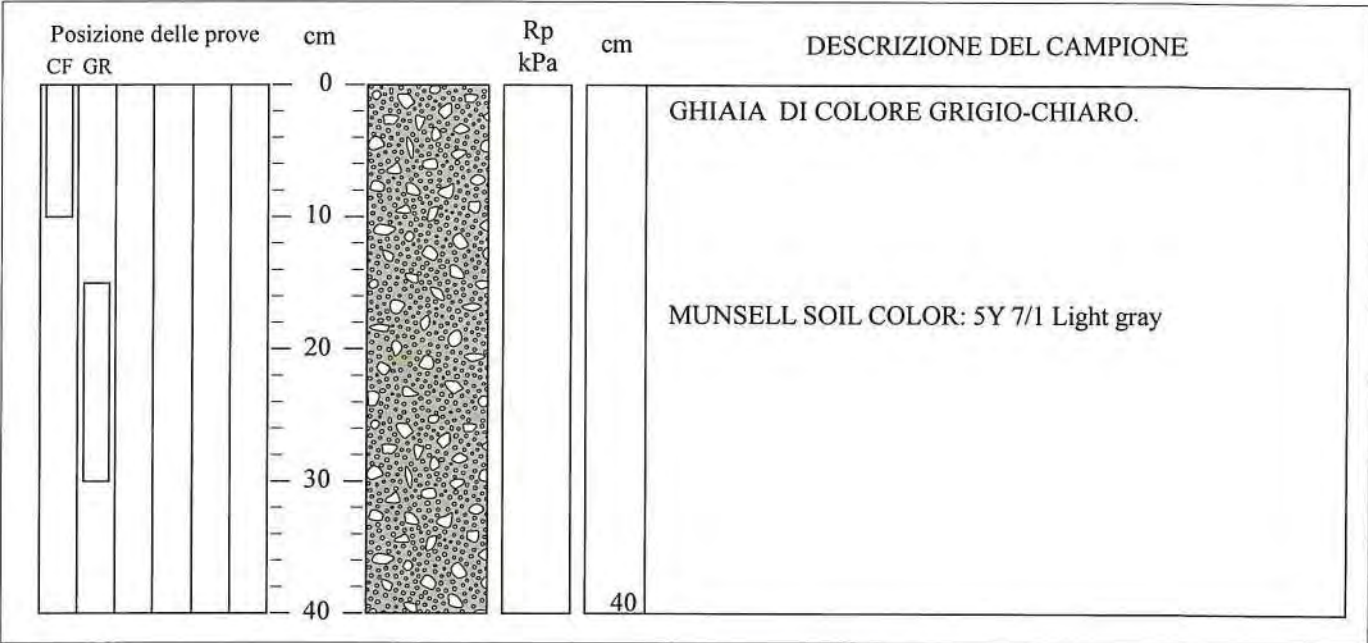 Posizione delle prove
CF GR
cm
Rp
kPa
cm
DESCRIZIONE DEL CAMPIONE
0
10
20
30
40
40
GHIAIA DI COLORE GRIGIO-CHIARO.
MUNSELL SOIL COLOR: 5Y 7/1 Light gray